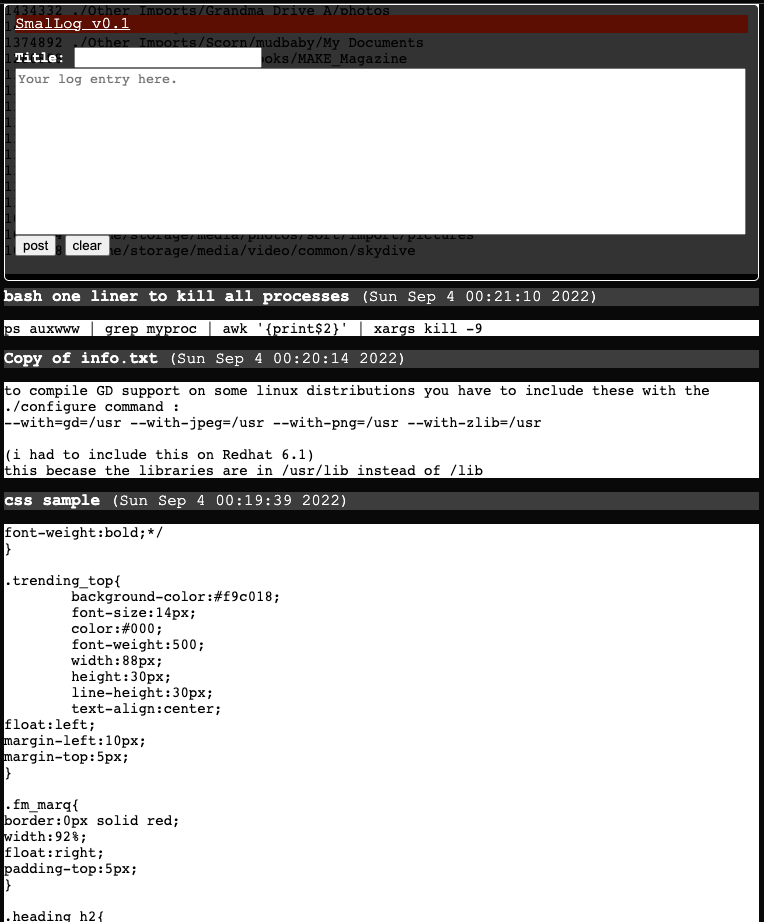 1434332 ./Other Imports/Grandma Drive A/photos
SmalLog v0.1
1374892 ./Other Imports/Scorn/mudbaby/My Documents
Title: oks/MAKE_Magazine
Your log entry here.
e/storage/media/photos/sort/import/pictures
post clear e/storage/media/video/common/skydive
bash one liner to kill all processes (Sun Sep 4 00:21:10 2022)
ps auxwww | grep myproc | awk '{print$2}' | xargs kill -9
Copy of info.txt (Sun Sep 4 00:20:14 2022)
to compile GD support on some linux distributions you have to include these with the
./configure command :
--with=gd=/usr --with-jpeg=/usr --with-png=/usr --with-zlib=/usr
(i had to include this on Redhat 6.1)
this becase the libraries are in /usr/lib instead of /lib
css sample (Sun Sep 4 00:19:39 2022)
font-weight:bold;*/
}
.trending_top{
background-color:#f9c018;
font-size:14px;
color:#000;
font-weight:500;
width:88px;
height:30px;
line-height:30px;
text-align:center;
float:left;
margin-left:10px;
margin-top:5px;
}
.fm_marq{
border:0px solid red;
width:92%;
float:right;
padding-top:5px;
}
.heading h2{